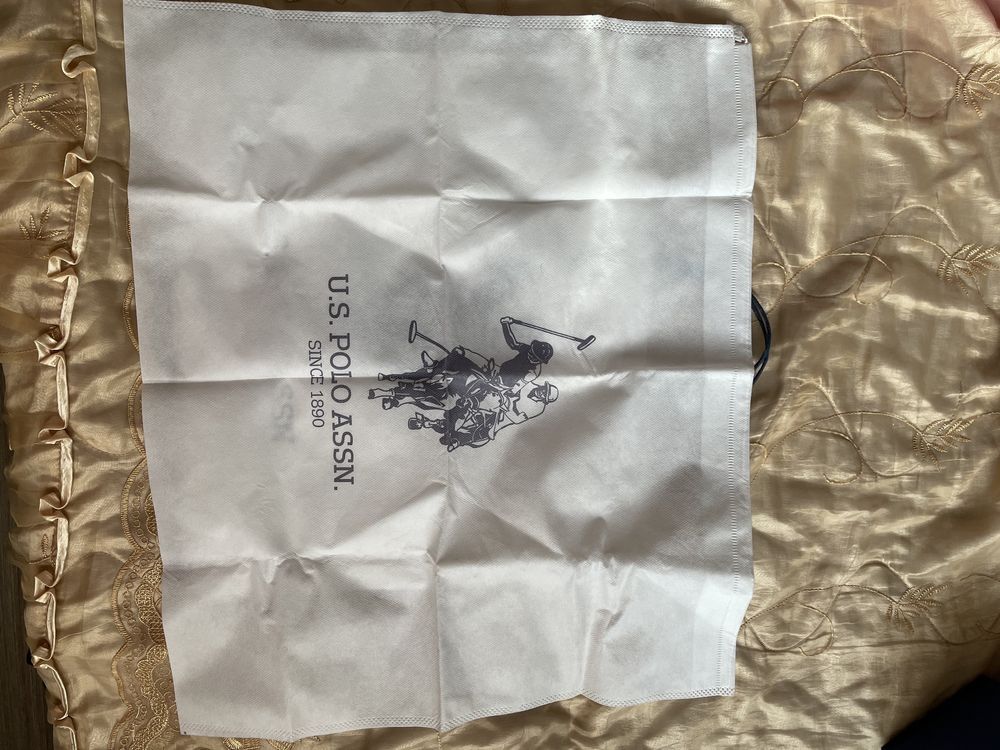 U.S. POLO ASSN.
SINCE 1890